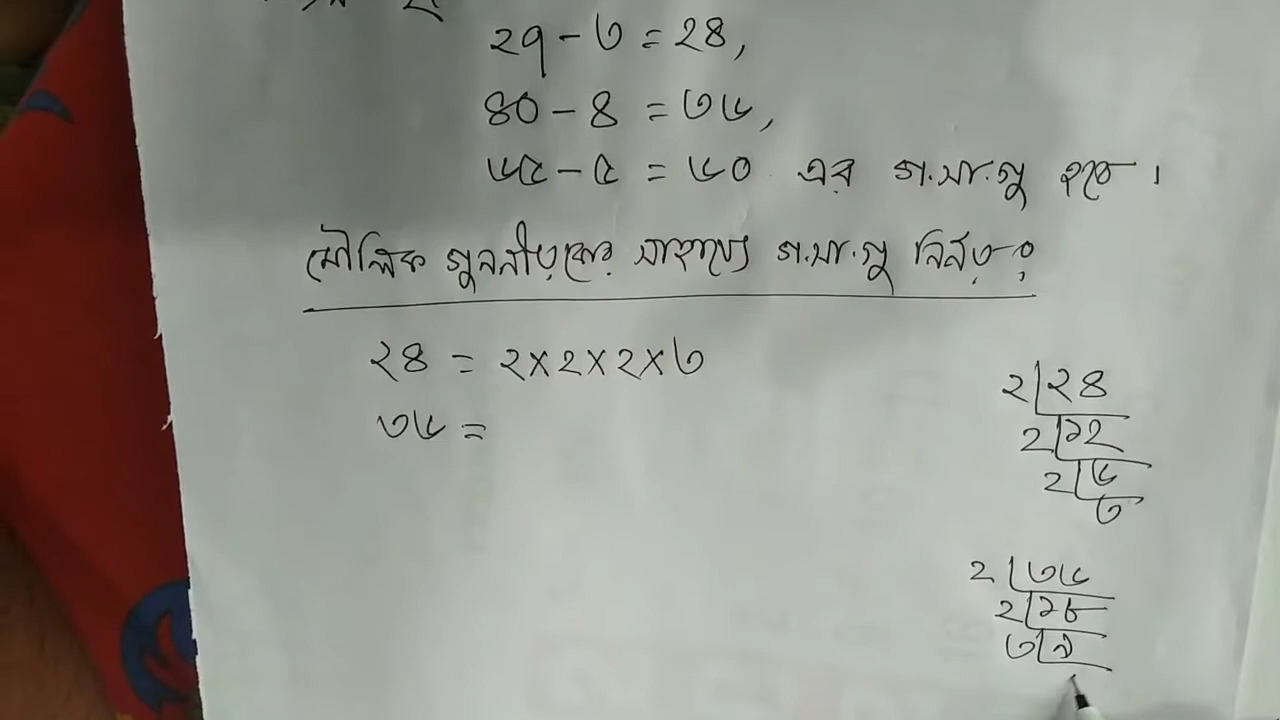 ২৭ - ৩ = ২৪,
৪০ - ৪ = ৩৬,
৬৫ - ৫ = ৬০ এর গ.সা.গু হবে।
মৌলিক গুননীয়কের সাহায্যে গ.সা.গু নির্নয়:
২৪ = ২×২×২×৩
৩৬ =
২ ২৪
২ ১২
২ ৬
৩
২ ৩৬
২ ১৮
৩ ৯